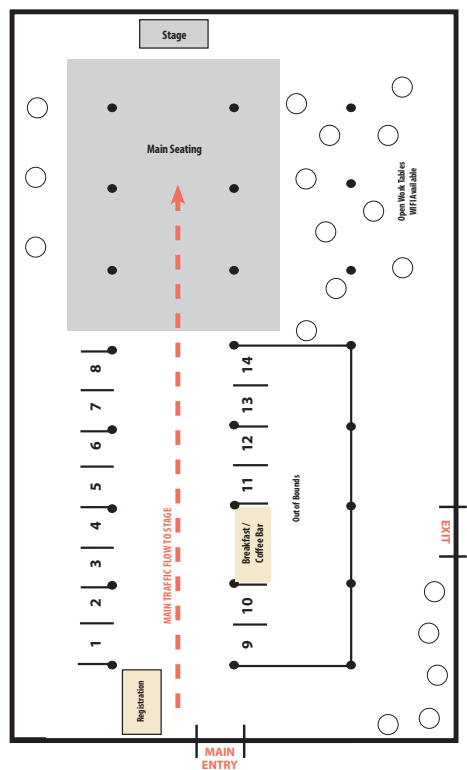 Stage
Main Seating
Open Work Tables
WIFI Available
8
7
6
5
4
3
2
1
14
13
12
11
Breakfast /
Coffee Bar
10
9
Out of Bounds
MAIN TRAFFIC FLOW TO STAGE
EXIT
Registration
MAIN
ENTRY